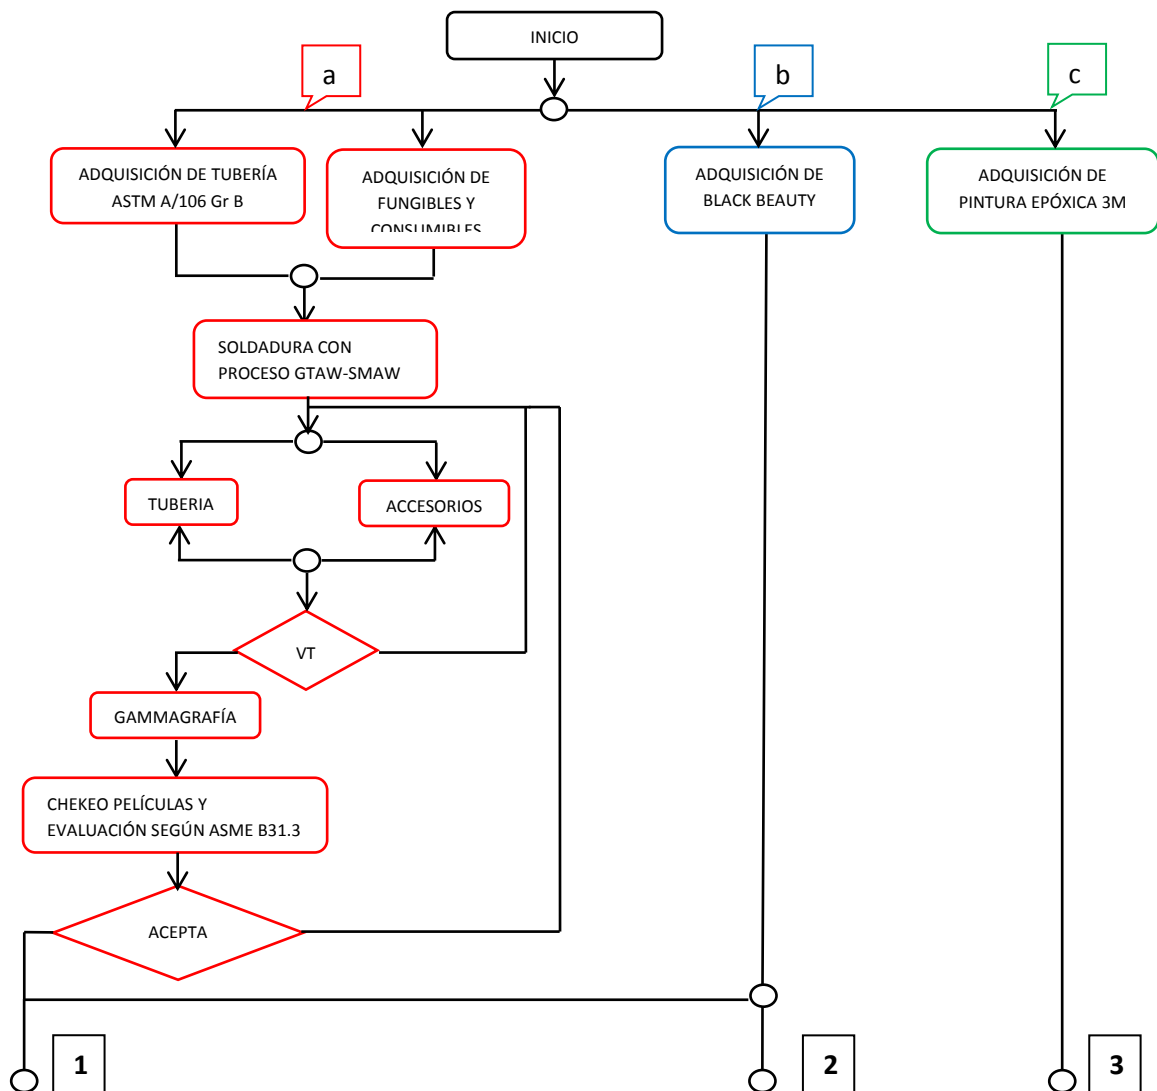 INICIO
a
b
c
ADQUISICIÓN DE TUBERÍA
ASTM A/106 Gr B
ADQUISICIÓN DE
FUNGIBLES Y
CONSUMIBLES
ADQUISICIÓN DE
BLACK BEAUTY
ADQUISICIÓN DE
PINTURA EPÓXICA 3M
SOLDADURA CON
PROCESO GTAW-SMAW
TUBERIA
ACCESORIOS
VT
GAMMAGRAFÍA
CHEKEO PELÍCULAS Y
EVALUACIÓN SEGÚN ASME B31.3
ACEPTA
1
2
3